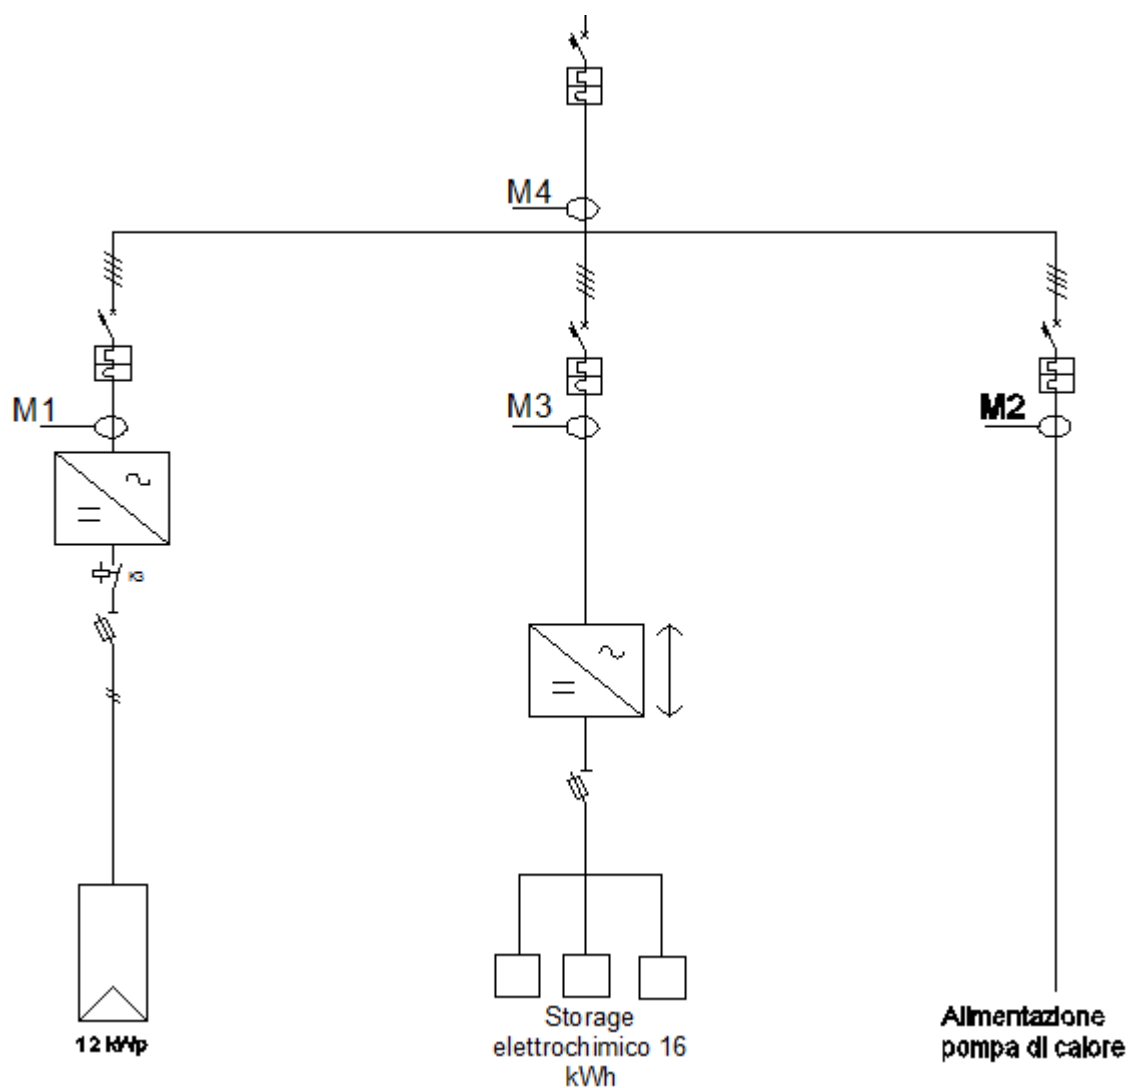 M4
M1
M3
M2
K3
12 kWp
Storage
elettrochimico 16
kWh
Alimentazione
pompa di calore